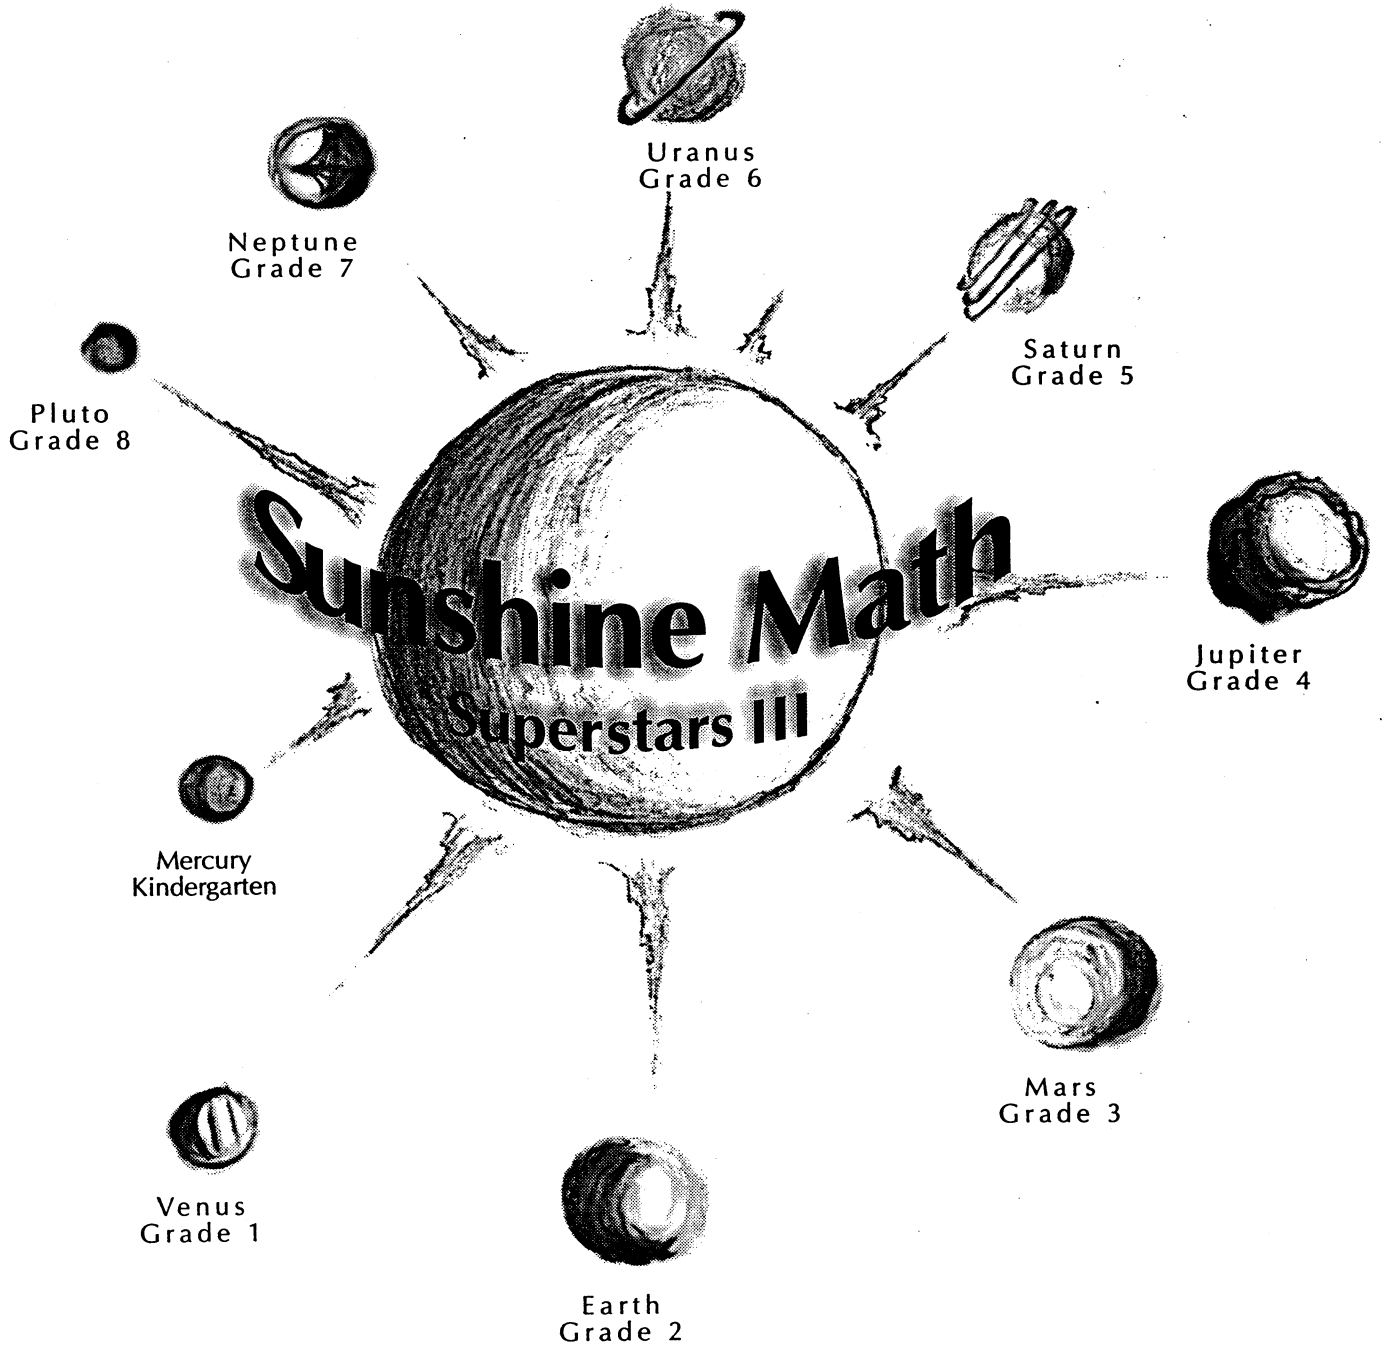 Uranus
Grade 6
Neptune
Grade 7
Saturn
Grade 5
Pluto
Grade 8
Sunshine Math
Superstars III
Jupiter
Grade 4
Mercury
Kindergarten
Mars
Grade 3
Venus
Grade 1
Earth
Grade 2